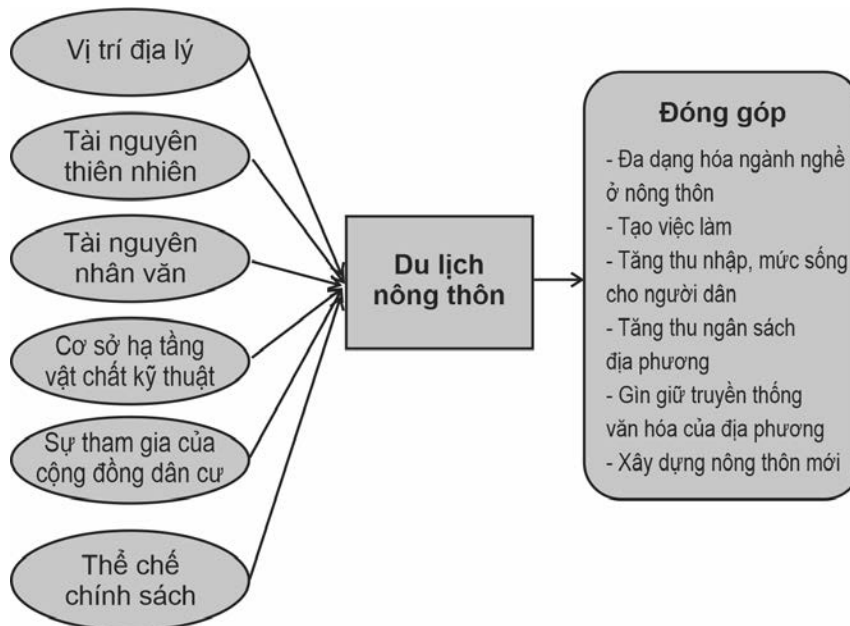 Vị trí địa lý
Tài nguyên
thiên nhiên
Tài nguyên
nhân văn
Cơ sở hạ tầng
vật chất kỹ thuật
Sự tham gia của
cộng đồng dân cư
Thể chế
chính sách
Du lịch
nông thôn
Đóng góp
- Đa dạng hóa ngành nghề
ở nông thôn
- Tạo việc làm
- Tăng thu nhập, mức sống
cho người dân
- Tăng thu ngân sách
địa phương
- Gìn giữ truyền thống
văn hóa của địa phương
- Xây dựng nông thôn mới